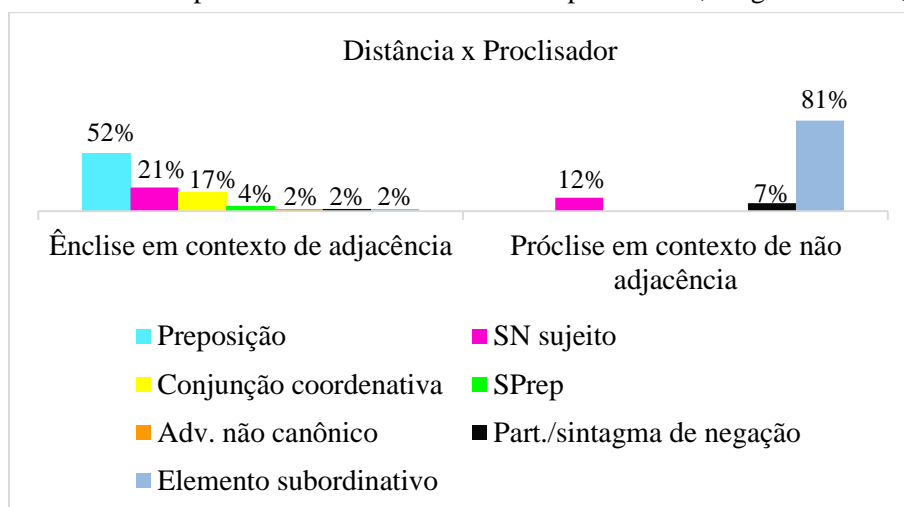 Distância x Proclisador
81%
52%
21%
17%
4%
2%
2%
2%
12%
7%
Ênclise em contexto de adjacência
Próclise em contexto de não
adjacência
Preposição
SN sujeito
Conjunção coordenativa
SPrep
Adv. não canônico
Part./sintagma de negação
Elemento subordinativo